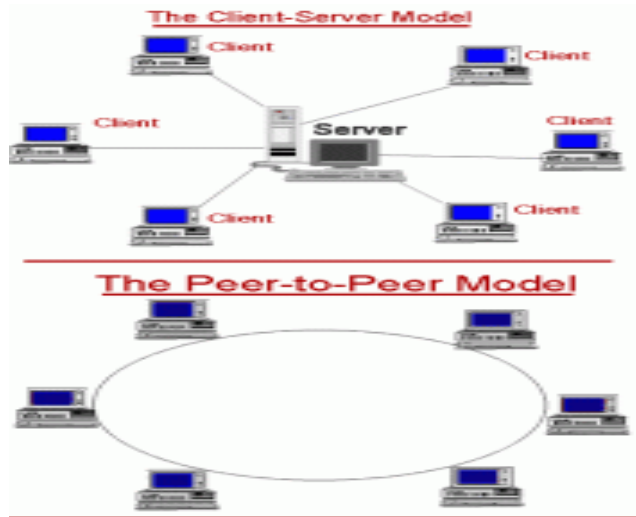 The Client-Server Model
Client
Client
Client
Client
Server
Client
Client
The Peer-to-Peer Model